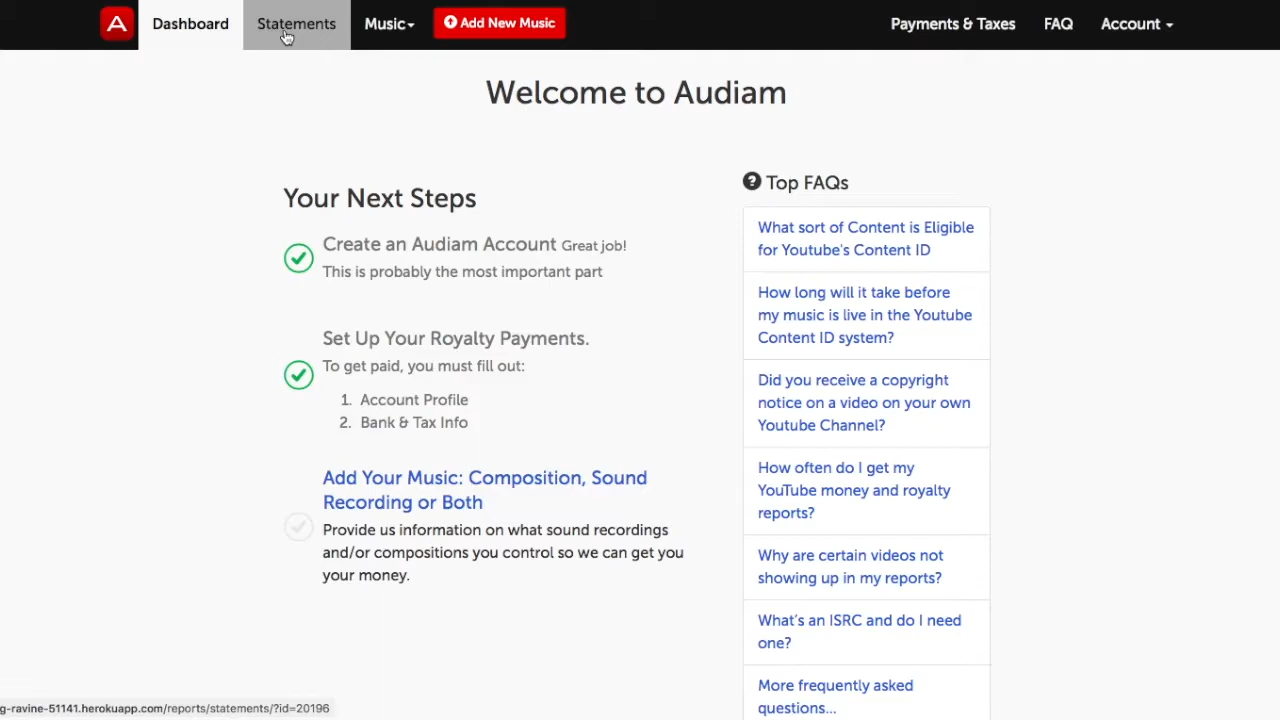 A Dashboard Statements Music Add New Music Payments & Taxes FAQ Account
Welcome to Audiam
Your Next Steps
Create an Audiam Account Great job!
This is probably the most important part
Set Up Your Royalty Payments.
To get paid, you must fill out:
1. Account Profile
2. Bank & Tax Info
Add Your Music: Composition, Sound
Recording or Both
Provide us information on what sound recordings
and/or compositions you control so we can get you
your money.
? Top FAQs
What sort of Content is Eligible
for Youtube's Content ID
How long will it take before
my music is live in the Youtube
Content ID system?
Did you receive a copyright
notice on a video on your own
Youtube Channel?
How often do I get my
YouTube money and royalty
reports?
Why are certain videos not
showing up in my reports?
What's an ISRC and do I need
one?
More frequently asked
questions...
g-ravine-51141.herokuapp.com/reports/statements/?id=20196